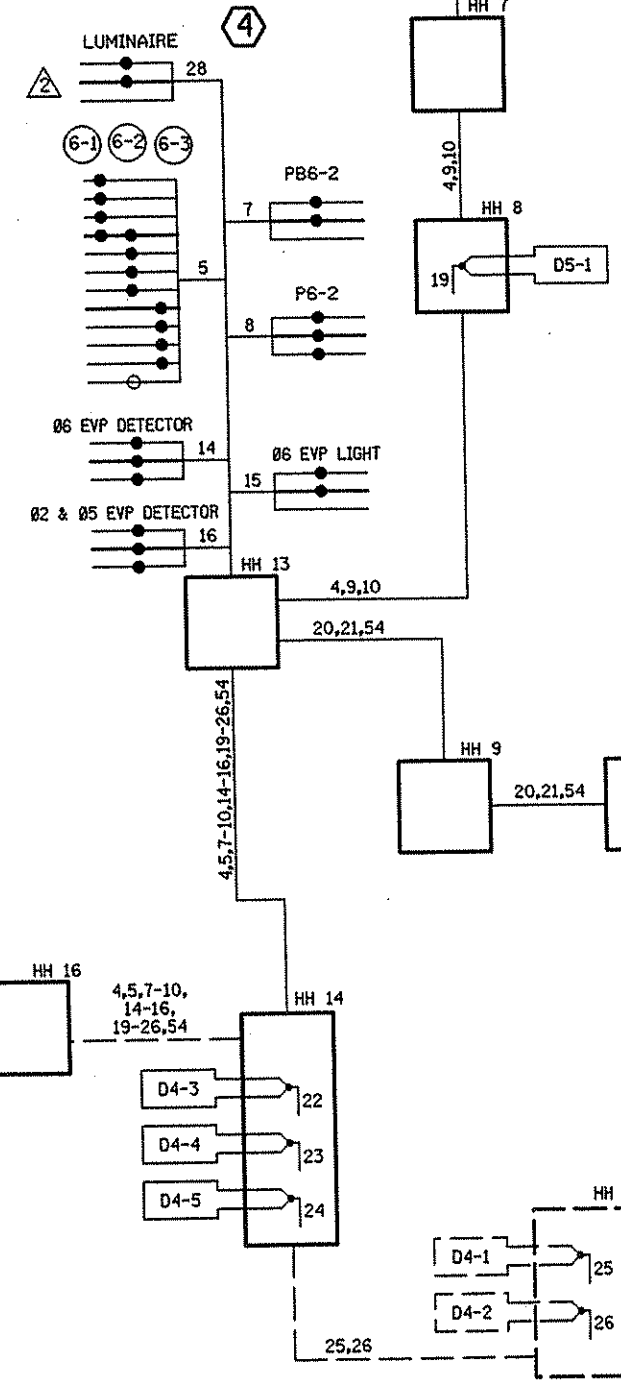 4
HH 7
LUMINAIRE
28
2
6-1 6-2 6-3
4,9,10
PB6-2
7
HH 8
19
D5-1
5
P6-2
8
Ø6 EVP DETECTOR
14
Ø6 EVP LIGHT
15
Ø2 & Ø5 EVP DETECTOR
16
HH 13
4,9,10
20,21,54
4,5,7-10,14-16,19-26,54
HH 9
20,21,54
HH 16
4,5,7-10,
14-16,
19-26,54
HH 14
D4-3
22
D4-4
23
D4-5
24
HH
D4-1
25
D4-2
26
25,26